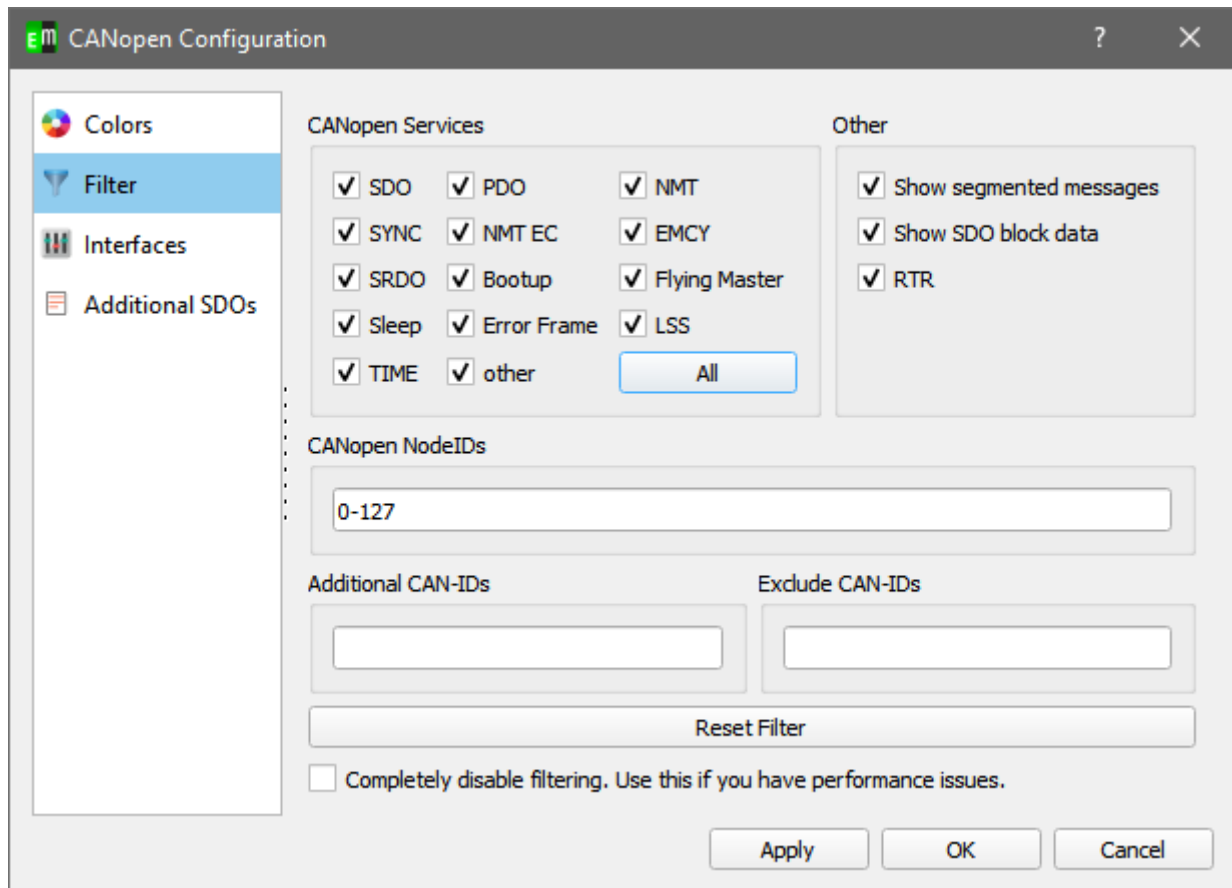 EM CANopen Configuration ?
Colors
Filter
Interfaces
Additional SDOs
CANopen Services
SDO PDO NMT
SYNC NMT EC EMCY
SRDO Bootup Flying Master
Sleep Error Frame LSS
TIME other All
Other
Show segmented messages
Show SDO block data
RTR
CANopen NodeIDs
0-127
Additional CAN-IDs
Exclude CAN-IDs
Reset Filter
Completely disable filtering. Use this if you have performance issues.
Apply OK Cancel